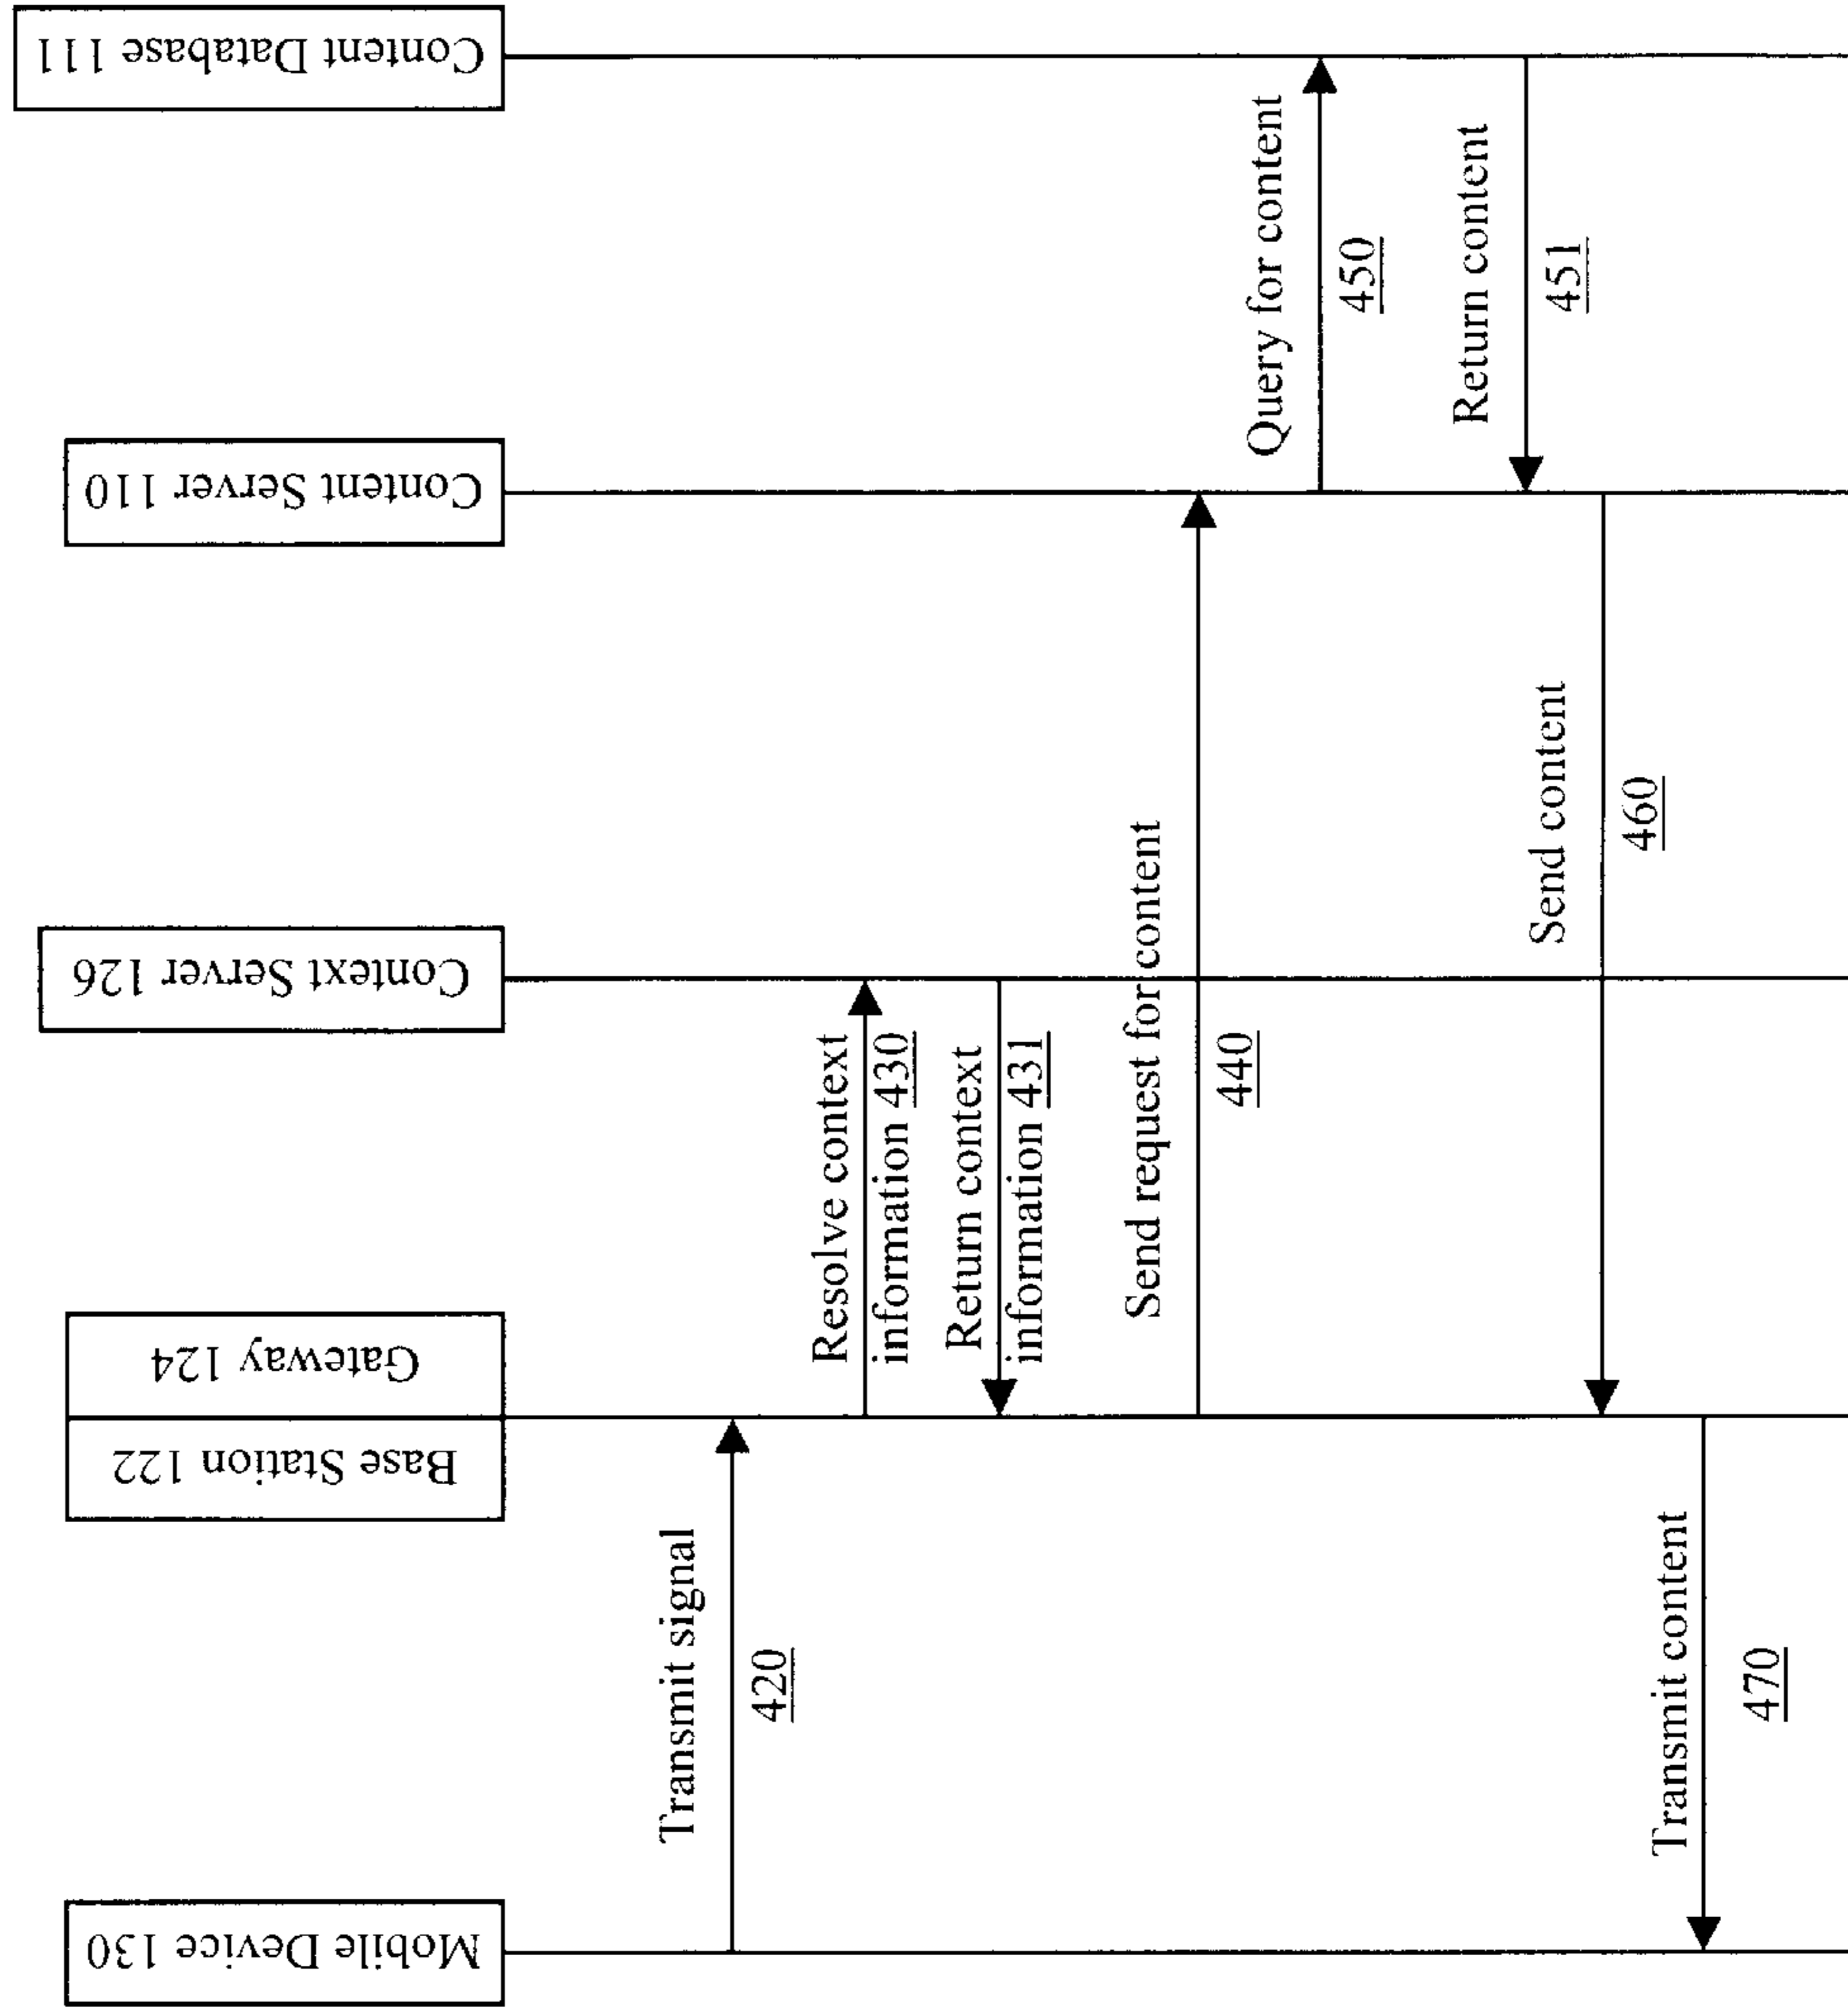 Mobile Device 130
Base Station 122
Gateway 124
Context Server 126
Content Server 110
Content Database 111
Transmit signal
420
Resolve context
information 430
Return context
information 431
Send request for content
440
Query for content
450
Return content
451
Send content
460
Transmit content
470